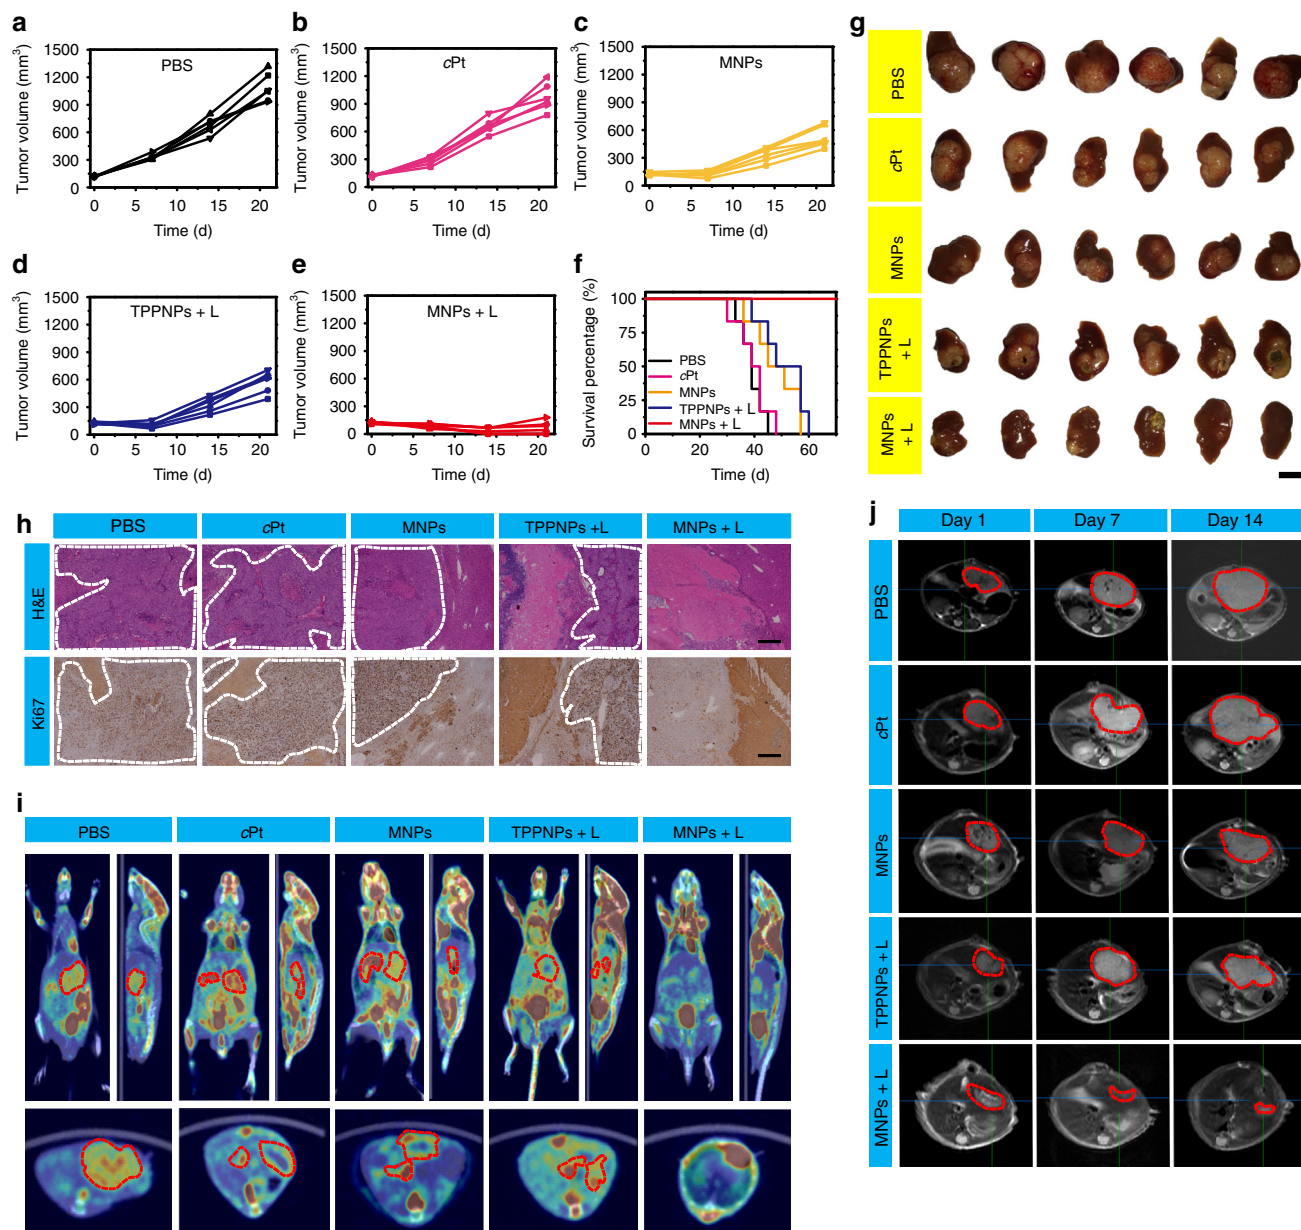 a
1500
1200
900
600
300
0
Tumor volume (mm³)
PBS
0 5 10 15 20
Time (d)
b
1500
1200
900
600
300
0
Tumor volume (mm³)
cPt
0 5 10 15 20
Time (d)
c
1500
1200
900
600
300
0
Tumor volume (mm³)
MNPs
0 5 10 15 20
Time (d)
d
1500
1200
900
600
300
0
Tumor volume (mm³)
TPPNPs + L
0 5 10 15 20
Time (d)
e
1500
1200
900
600
300
0
Tumor volume (mm³)
MNPs + L
0 5 10 15 20
Time (d)
f
100
75
50
25
0
Survival percentage (%)
PBS
cPt
MNPs
TPPNPs + L
MNPs + L
0 20 40 60
Time (d)
g
PBS
cPt
MNPs
TPPNPs
+ L
MNPs
+ L
h
PBS cPt MNPs TPPNPs +L MNPs + L
H&E
Ki67
i
PBS cPt MNPs TPPNPs + L MNPs + L
j
Day 1 Day 7 Day 14
PBS
cPt
MNPs
TPPNPs + L
MNPs + L